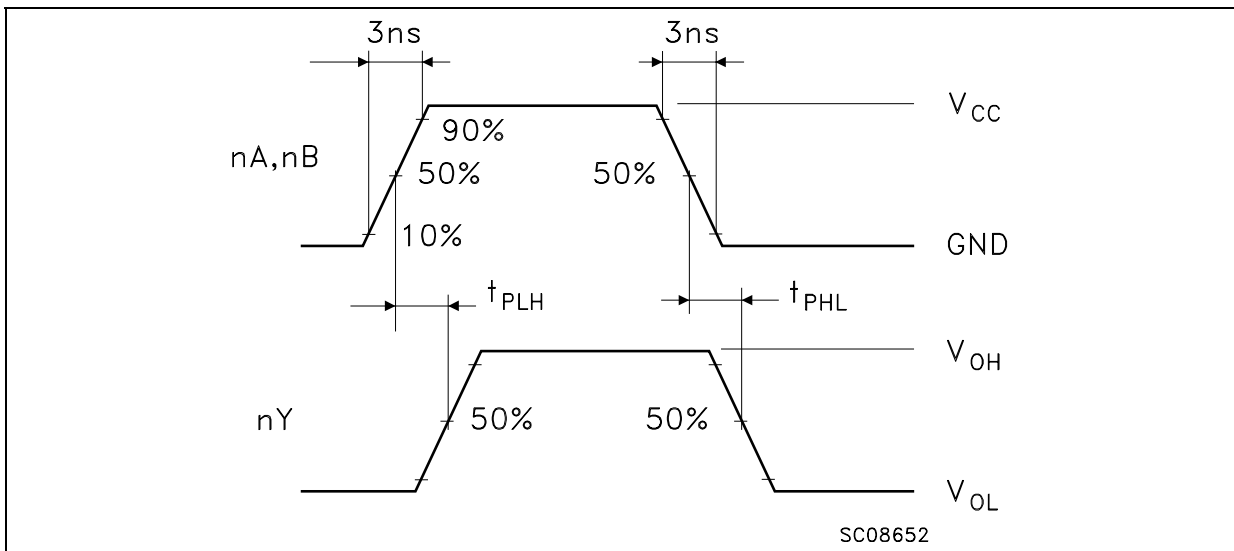 3ns 3ns
V_CC
90%
nA,nB 50% 50%
10% GND
t_PLH t_PHL
V_OH
nY 50% 50%
V_OL
SC08652